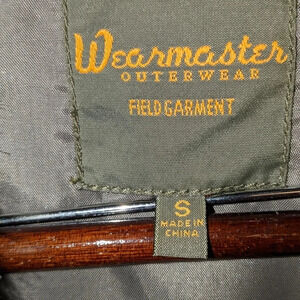 Wearmaster
OUTERWEAR
FIELD GARMENT
S
MADE IN
CHINA